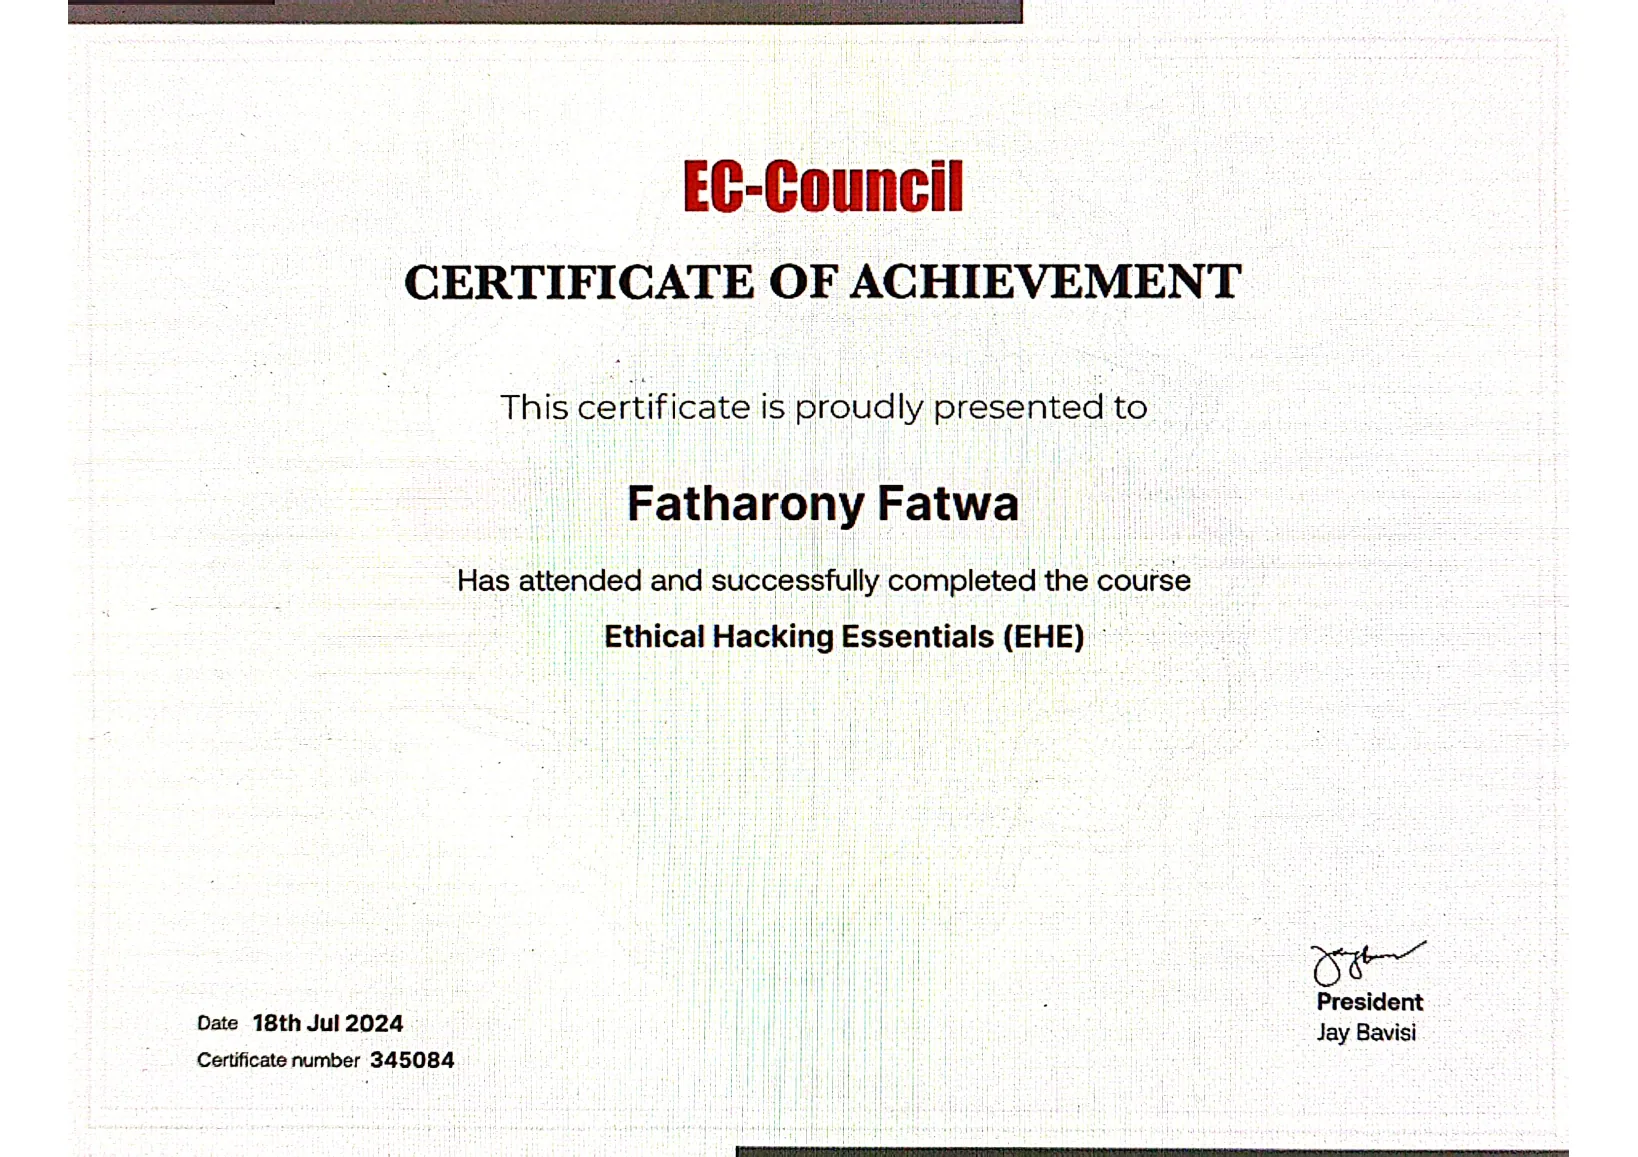 EC-Council
CERTIFICATE OF ACHIEVEMENT
This certificate is proudly presented to
Fatharony Fatwa
Has attended and successfully completed the course
Ethical Hacking Essentials (EHE)
Date 18th Jul 2024
Certificate number 345084
President
Jay Bavisi